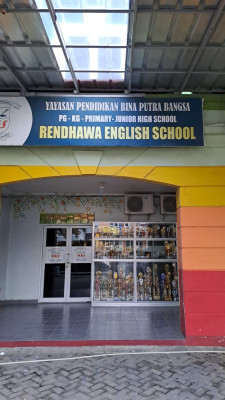 YAYASAN PENDIDIKAN BINA PUTRA BANGSA
PG - KG - PRIMARY - JUNIOR HIGH SCHOOL
RENDHAWA ENGLISH SCHOOL